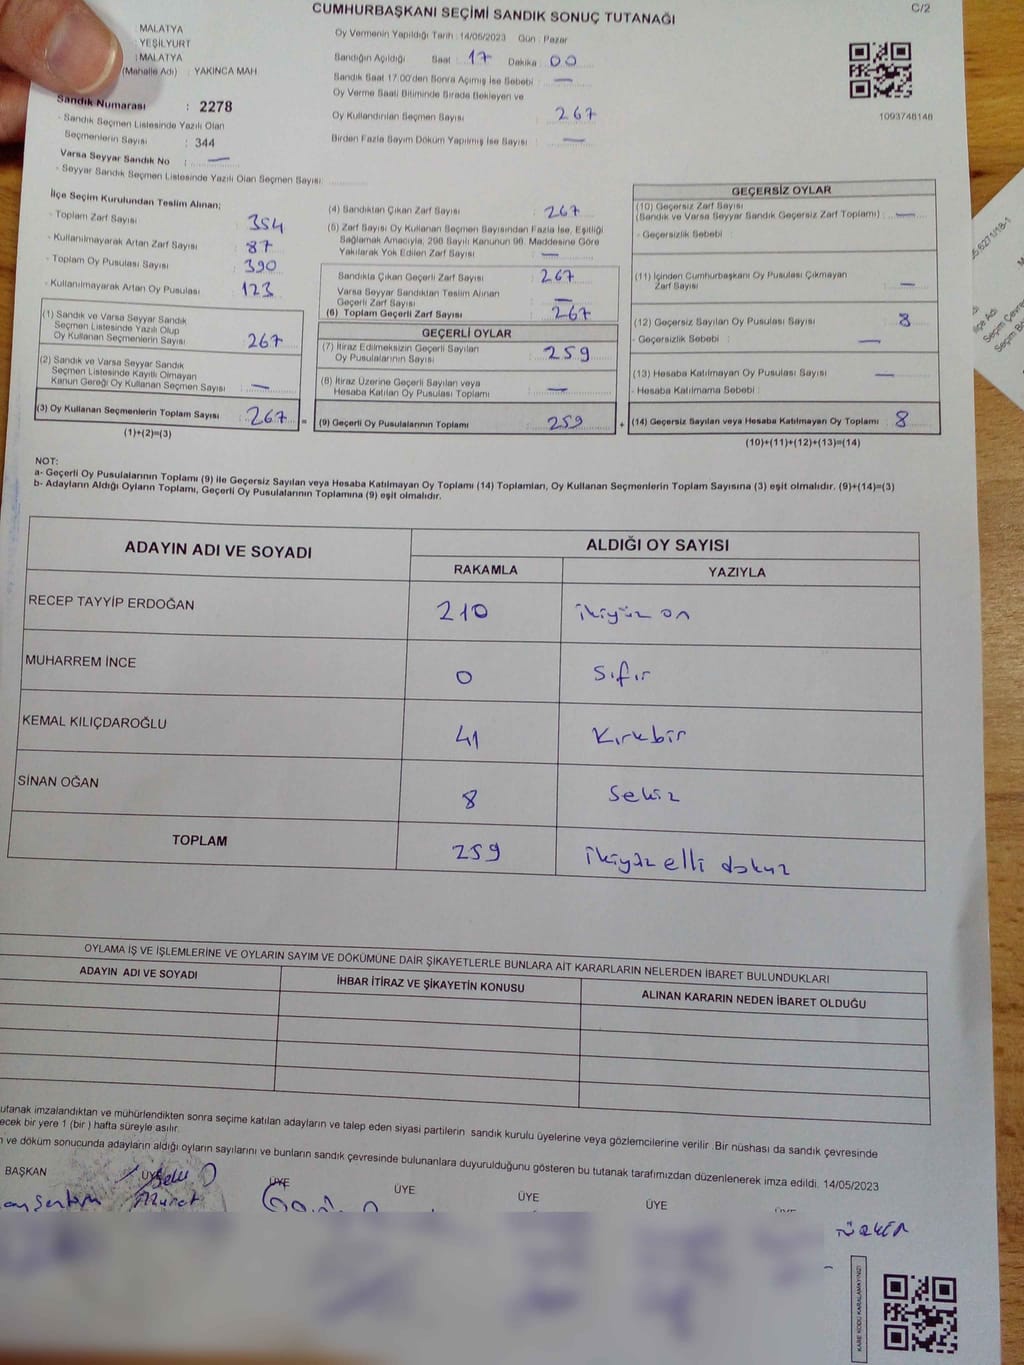 CUMHURBAŞKANI SEÇİMİ SANDIK SONUÇ TUTANAĞI
C/2
: MALATYA
: YEŞİLYURT
: MALATYA
(Mahalle Adı) : YAKINCA MAH
Sandık Numarası : 2278
- Sandık Seçmen Listesinde Yazılı Olan
Seçmenlerin Sayısı : 344
Varsa Seyyar Sandık No : —
- Seyyar Sandık Seçmen Listesinde Yazılı Olan Seçmen Sayısı:
Oy Vermenin Yapıldığı Tarih : 14/05/2023 Gün : Pazar
Sandığın Açıldığı Saat : 17 Dakika : 00
Sandık Saat 17:00'den Sonra Açımış İse Sebebi : —
Oy Verme Saati Bitiminde Sırada Bekleyen ve
Oy Kullandırılan Seçmen Sayısı : 267
Birden Fazla Sayım Döküm Yapılmış İse Sayısı : —
1093748148
İlçe Seçim Kurulundan Teslim Alınan;
- Toplam Zarf Sayısı : 354
- Kullanılmayarak Artan Zarf Sayısı : 87
- Toplam Oy Pusulası Sayısı : 390
- Kullanılmayarak Artan Oy Pusulası : 123
(1) Sandık ve Varsa Seyyar Sandık
Seçmen Listesinde Yazılı Olup
Oy Kullanan Seçmenlerin Sayısı : 267
(2) Sandık ve Varsa Seyyar Sandık
Seçmen Listesinde Kayıtlı Olmayan
Kanun Gereği Oy Kullanan Seçmen Sayısı : —
(3) Oy Kullanan Seçmenlerin Toplam Sayısı : 267 =
(1)+(2)=(3)
(4) Sandıktan Çıkan Zarf Sayısı : 267
(5) Zarf Sayısı Oy Kullanan Seçmen Sayısından Fazla İse, Eşitliği
Sağlamak Amacıyla, 298 Sayılı Kanunun 98. Maddesine Göre
Yakılarak Yok Edilen Zarf Sayısı : —
Sandıkta Çıkan Geçerli Zarf Sayısı : 267
Varsa Seyyar Sandıktan Teslim Alınan
Geçerli Zarf Sayısı : —
(6) Toplam Geçerli Zarf Sayısı : 267
GEÇERLİ OYLAR
(7) İtiraz Edilmeksizin Geçerli Sayılan
Oy Pusulalarının Sayısı : 259
(8) İtiraz Üzerine Geçerli Sayılan veya
Hesaba Katılan Oy Pusulası Toplamı : —
(9) Geçerli Oy Pusulalarının Toplamı : 259 +
GEÇERSİZ OYLAR
(10) Geçersiz Zarf Sayısı
(Sandık ve Varsa Seyyar Sandık Geçersiz Zarf Toplamı) : —
- Geçersizlik Sebebi :
(11) İçinden Cumhurbaşkanı Oy Pusulası Çıkmayan
Zarf Sayısı : —
(12) Geçersiz Sayılan Oy Pusulası Sayısı : 8
- Geçersizlik Sebebi : —
(13) Hesaba Katılmayan Oy Pusulası Sayısı : —
- Hesaba Katılmama Sebebi :
(14) Geçersiz Sayılan veya Hesaba Katılmayan Oy Toplamı : 8
(10)+(11)+(12)+(13)=(14)
NOT:
a- Geçerli Oy Pusulalarının Toplamı (9) ile Geçersiz Sayılan veya Hesaba Katılmayan Oy Toplamı (14) Toplamları, Oy Kullanan Seçmenlerin Toplam Sayısına (3) eşit olmalıdır. (9)+(14)=(3)
b- Adayların Aldığı Oyların Toplamı, Geçerli Oy Pusulalarının Toplamına (9) eşit olmalıdır.
ADAYIN ADI VE SOYADI
ALDIĞI OY SAYISI
RAKAMLA YAZIYLA
RECEP TAYYİP ERDOĞAN 210 ikiyüz on
MUHARREM İNCE 0 Sıfır
KEMAL KILIÇDAROĞLU 41 Kırkbir
SİNAN OĞAN 8 Sekiz
TOPLAM 259 ikiyüz elli dokuz
OYLAMA İŞ VE İŞLEMLERİNE VE OYLARIN SAYIM VE DÖKÜMÜNE DAİR ŞİKAYETLERLE BUNLARA AİT KARARLARIN NELERDEN İBARET BULUNDUKLARI
ADAYIN ADI VE SOYADI
İHBAR İTİRAZ VE ŞİKAYETİN KONUSU
ALINAN KARARIN NEDEN İBARET OLDUĞU
utanak imzalandıktan ve mühürlendikten sonra seçime katılan adayların ve talep eden siyasi partilerin sandık kurulu üyelerine veya gözlemcilerine verilir. Bir nüshası da sandık çevresinde
ecek bir yere 1 (bir) hafta süreyle asılır.
ve döküm sonucunda adayların aldığı oyların sayılarını ve bunların sandık çevresinde bulunanlara duyurulduğunu gösteren bu tutanak tarafımızdan düzenlenerek imza edildi. 14/05/2023
BAŞKAN ÜYE ÜYE ÜYE ÜYE ÜYE
Murat
TÜRKER
KARE KODU KARALAMAYINIZ!